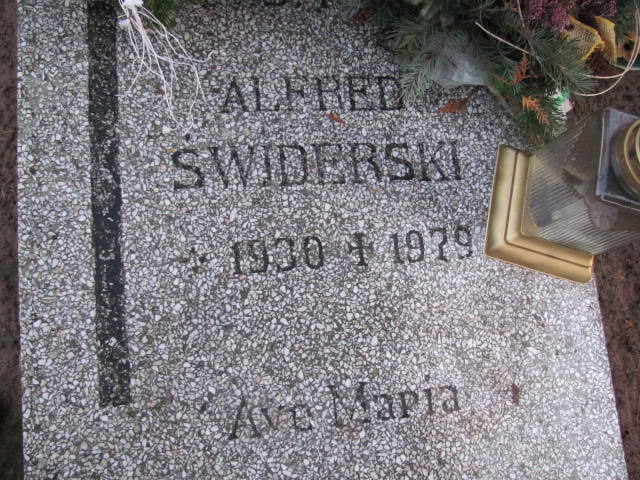 ALFRED
ŚWIDERSKI
* 1930 ✝ 1979
Ave Maria